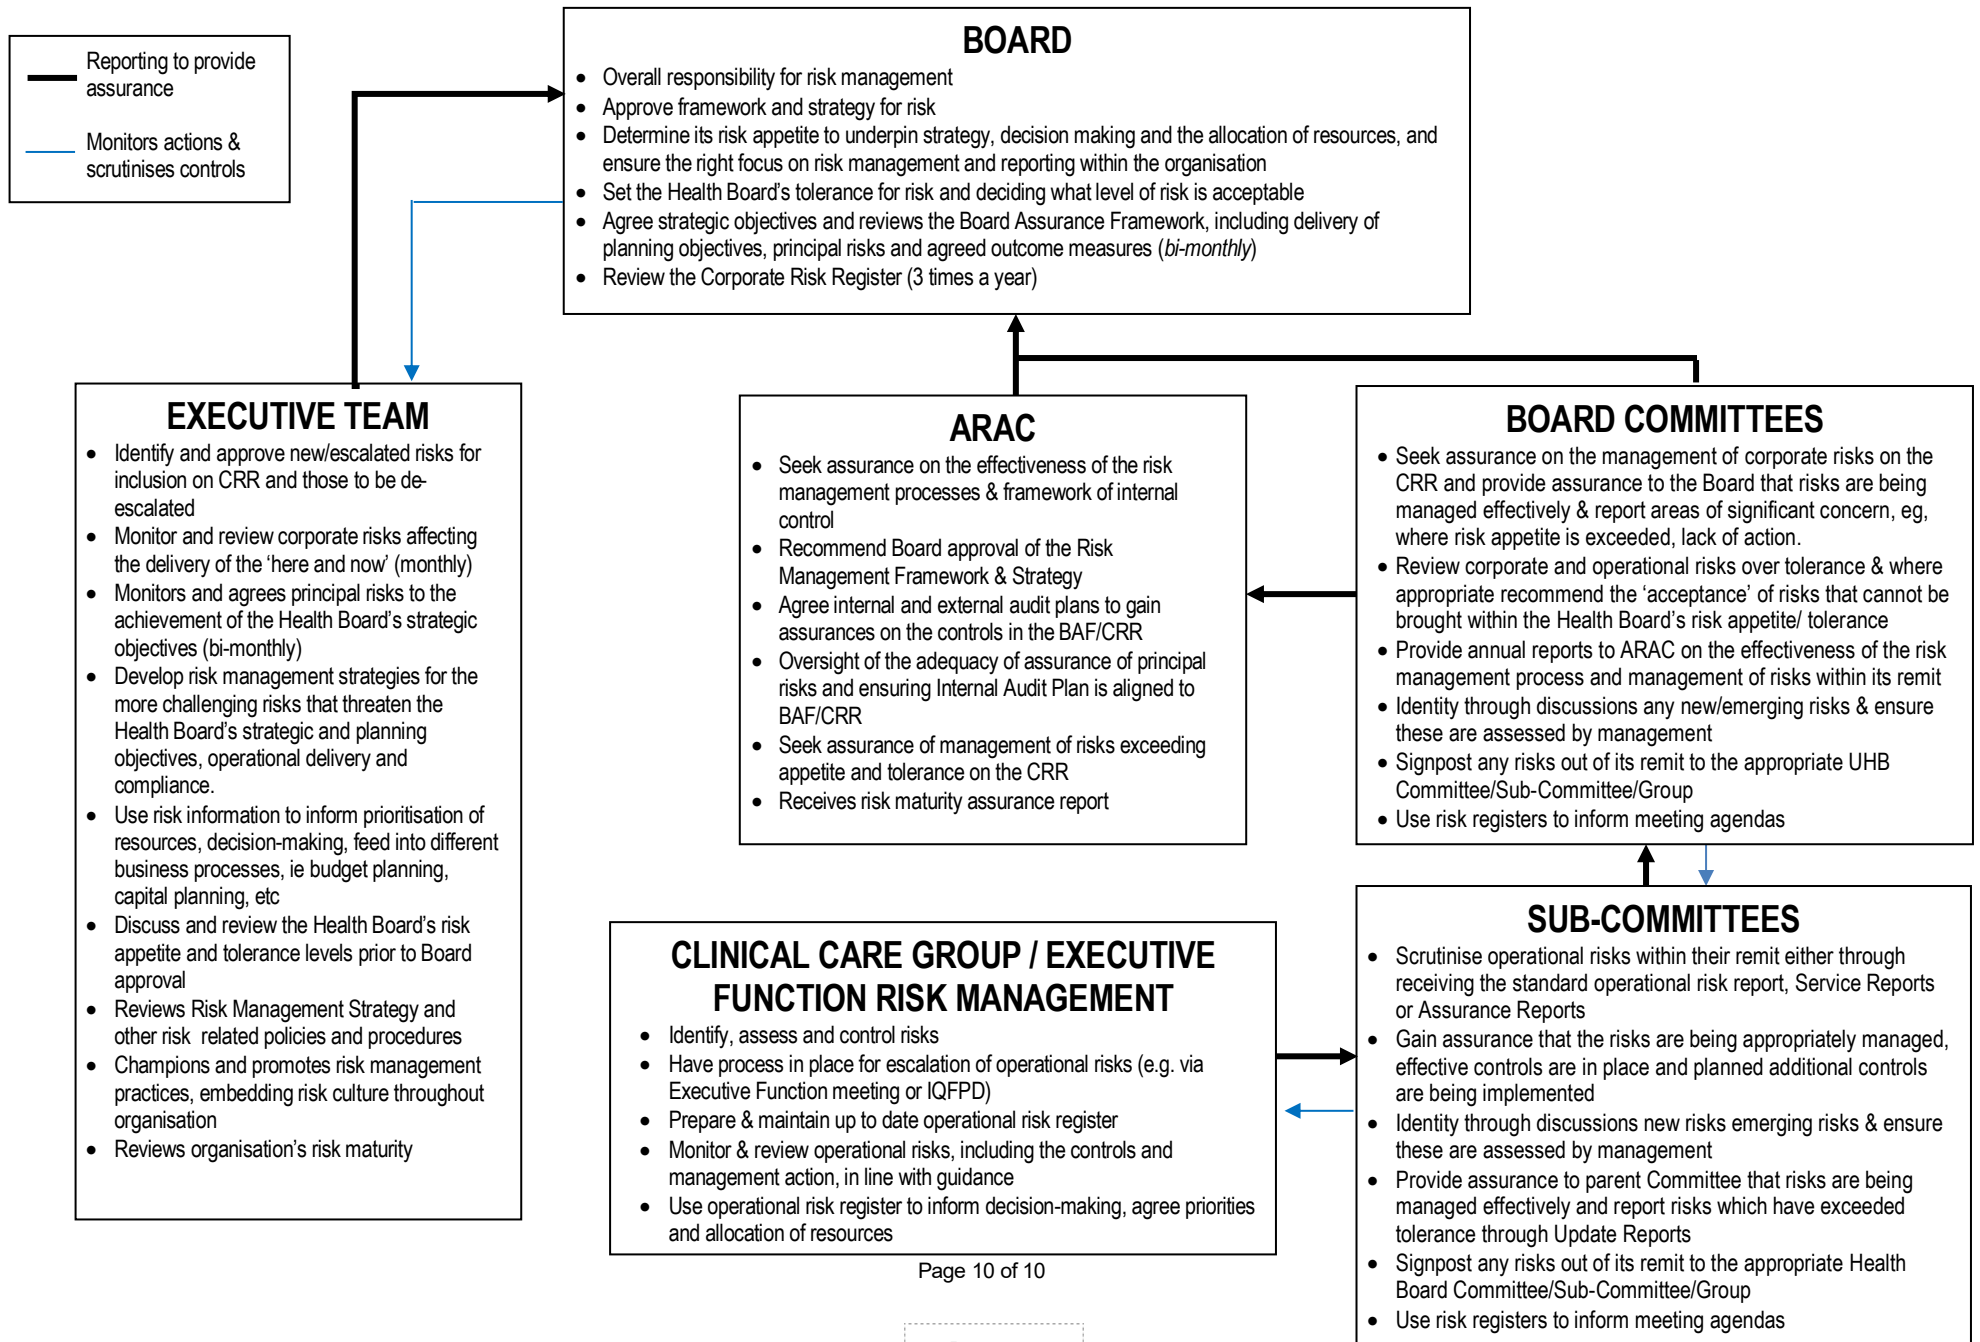 Reporting to provide
assurance
Monitors actions &
scrutinises controls
BOARD
• Overall responsibility for risk management
• Approve framework and strategy for risk
• Determine its risk appetite to underpin strategy, decision making and the allocation of resources, and
ensure the right focus on risk management and reporting within the organisation
• Set the Health Board’s tolerance for risk and deciding what level of risk is acceptable
• Agree strategic objectives and reviews the Board Assurance Framework, including delivery of
planning objectives, principal risks and agreed outcome measures (bi-monthly)
• Review the Corporate Risk Register (3 times a year)
EXECUTIVE TEAM
• Identify and approve new/escalated risks for
inclusion on CRR and those to be de-
escalated
• Monitor and review corporate risks affecting
the delivery of the ‘here and now’ (monthly)
• Monitors and agrees principal risks to the
achievement of the Health Board’s strategic
objectives (bi-monthly)
• Develop risk management strategies for the
more challenging risks that threaten the
Health Board’s strategic and planning
objectives, operational delivery and
compliance.
• Use risk information to inform prioritisation of
resources, decision-making, feed into different
business processes, ie budget planning,
capital planning, etc
• Discuss and review the Health Board’s risk
appetite and tolerance levels prior to Board
approval
• Reviews Risk Management Strategy and
other risk related policies and procedures
• Champions and promotes risk management
practices, embedding risk culture throughout
organisation
• Reviews organisation’s risk maturity
ARAC
• Seek assurance on the effectiveness of the risk
management processes & framework of internal
control
• Recommend Board approval of the Risk
Management Framework & Strategy
• Agree internal and external audit plans to gain
assurances on the controls in the BAF/CRR
• Oversight of the adequacy of assurance of principal
risks and ensuring Internal Audit Plan is aligned to
BAF/CRR
• Seek assurance of management of risks exceeding
appetite and tolerance on the CRR
• Receives risk maturity assurance report
BOARD COMMITTEES
• Seek assurance on the management of corporate risks on the
CRR and provide assurance to the Board that risks are being
managed effectively & report areas of significant concern, eg,
where risk appetite is exceeded, lack of action.
• Review corporate and operational risks over tolerance & where
appropriate recommend the ‘acceptance’ of risks that cannot be
brought within the Health Board’s risk appetite/ tolerance
• Provide annual reports to ARAC on the effectiveness of the risk
management process and management of risks within its remit
• Identity through discussions any new/emerging risks & ensure
these are assessed by management
• Signpost any risks out of its remit to the appropriate UHB
Committee/Sub-Committee/Group
• Use risk registers to inform meeting agendas
CLINICAL CARE GROUP / EXECUTIVE
FUNCTION RISK MANAGEMENT
• Identify, assess and control risks
• Have process in place for escalation of operational risks (e.g. via
Executive Function meeting or IQFPD)
• Prepare & maintain up to date operational risk register
• Monitor & review operational risks, including the controls and
management action, in line with guidance
• Use operational risk register to inform decision-making, agree priorities
and allocation of resources
SUB-COMMITTEES
• Scrutinise operational risks within their remit either through
receiving the standard operational risk report, Service Reports
or Assurance Reports
• Gain assurance that the risks are being appropriately managed,
effective controls are in place and planned additional controls
are being implemented
• Identity through discussions new risks emerging risks & ensure
these are assessed by management
• Provide assurance to parent Committee that risks are being
managed effectively and report risks which have exceeded
tolerance through Update Reports
• Signpost any risks out of its remit to the appropriate Health
Board Committee/Sub-Committee/Group
• Use risk registers to inform meeting agendas
Page 10 of 10